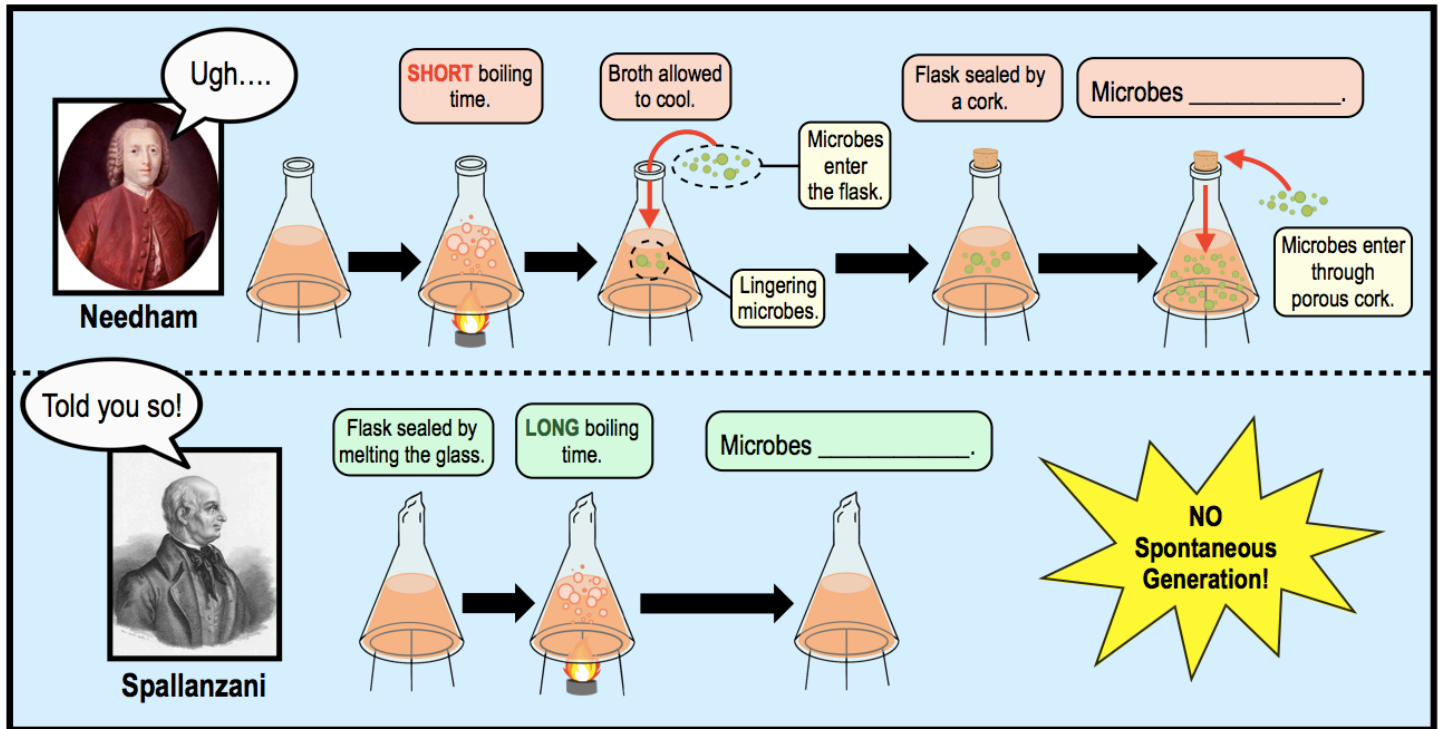 Ugh....
SHORT boiling
time.
Broth allowed
to cool.
Flask sealed by
a cork.
Microbes ____________.
Microbes
enter
the flask.
Lingering
microbes.
Microbes enter
through
porous cork.
Needham
Told you so!
Flask sealed by
melting the glass.
LONG boiling
time.
Microbes ____________.
NO
Spontaneous
Generation!
Spallanzani